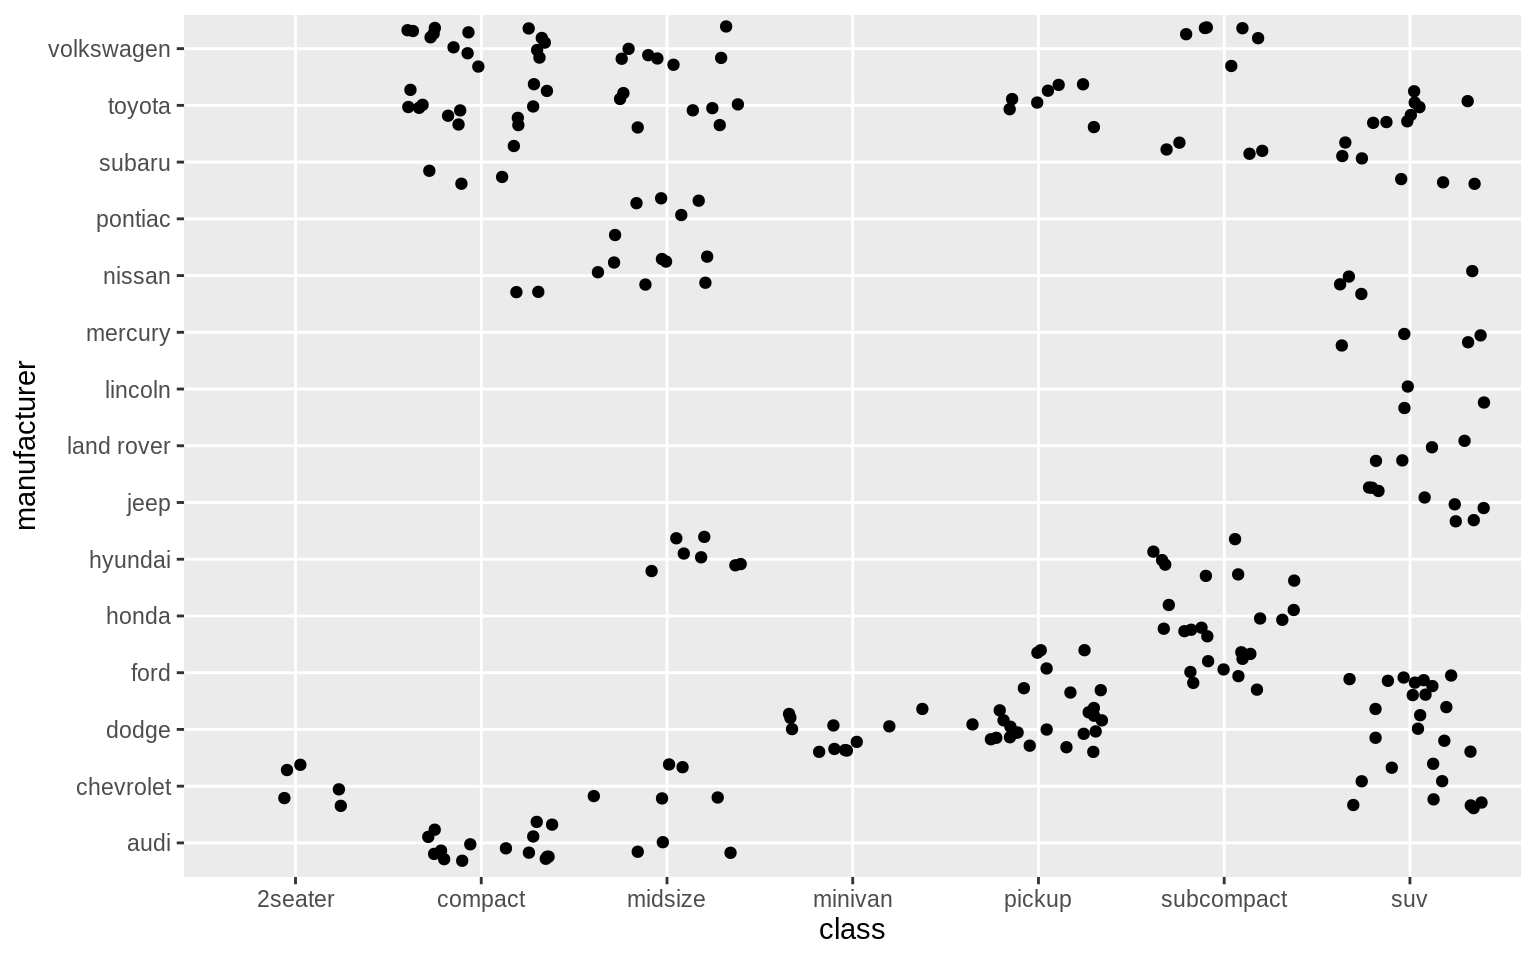 volkswagen
toyota
subaru
pontiac
nissan
mercury
lincoln
land rover
jeep
hyundai
honda
ford
dodge
chevrolet
audi
manufacturer
2seater compact midsize minivan pickup subcompact suv
class